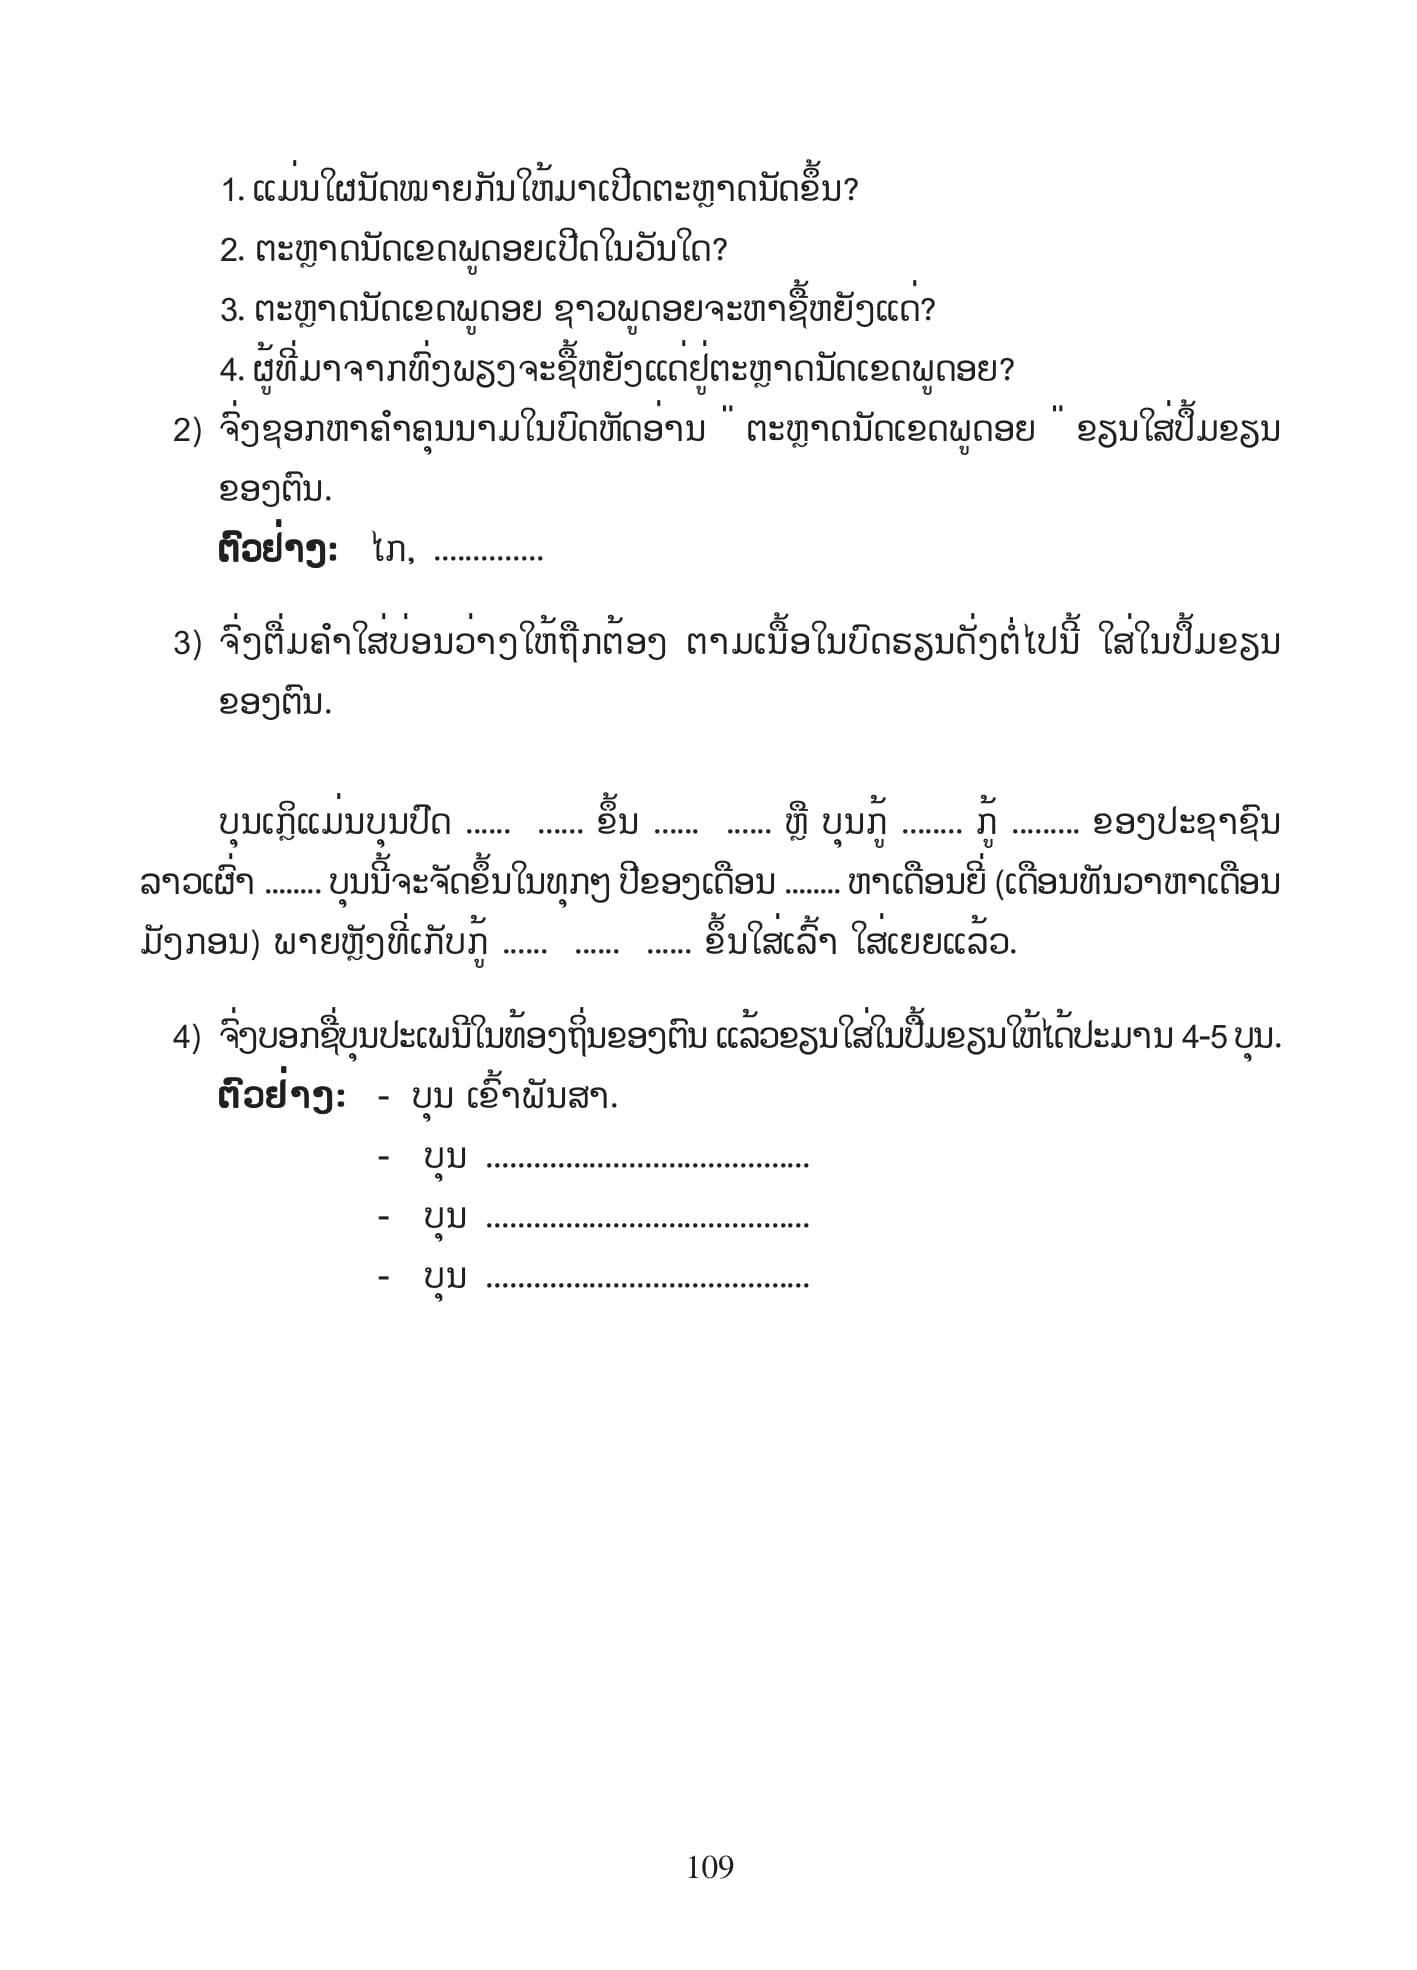 1. ແມ່ນໃຜນັດໝາຍກັນໃຫ້ມາເປີດຕະຫຼາດນັດຂຶ້ນ?
2. ຕະຫຼາດນັດເຂດພູດອຍເປີດໃນວັນໃດ?
3. ຕະຫຼາດນັດເຂດພູດອຍ ຊາວພູດອຍຈະຫາຊື້ຫຍັງແດ່?
4. ຜູ້ທີ່ມາຈາກທົ່ງພຽງຈະຊື້ຫຍັງແດ່ຢູ່ຕະຫຼາດນັດເຂດພູດອຍ?
2) ຈົ່ງຊອກຫາຄຳຄຸນນາມໃນບົດຫັດອ່ານ " ຕະຫຼາດນັດເຂດພູດອຍ " ຂຽນໃສ່ປຶ້ມຂຽນ
ຂອງຕົນ.
ຕົວຢ່າງ: ໄກ, ..............
3) ຈົ່ງຕື່ມຄຳໃສ່ບ່ອນວ່າງໃຫ້ຖືກຕ້ອງ ຕາມເນື້ອໃນບົດຮຽນດັ່ງຕໍ່ໄປນີ້ ໃສ່ໃນປຶ້ມຂຽນ
ຂອງຕົນ.
ບຸນເກຼິແມ່ນບຸນປົດ ...... ...... ຂຶ້ນ ...... ...... ຫຼື ບຸນກູ້ ........ ກູ້ ......... ຂອງປະຊາຊົນ
ລາວເຜົ່າ ........ ບຸນນີ້ຈະຈັດຂຶ້ນໃນທຸກໆ ປີຂອງເດືອນ ........ ຫາເດືອນຍີ່ (ເດືອນທັນວາຫາເດືອນ
ມັງກອນ) ພາຍຫຼັງທີ່ເກັບກູ້ ...... ...... ...... ຂຶ້ນໃສ່ເລົ້າ ໃສ່ເຍຍແລ້ວ.
4) ຈົ່ງບອກຊື່ບຸນປະເພນີໃນທ້ອງຖິ່ນຂອງຕົນ ແລ້ວຂຽນໃສ່ໃນປື້ມຂຽນໃຫ້ໄດ້ປະມານ 4-5 ບຸນ.
ຕົວຢ່າງ: - ບຸນ ເຂົ້າພັນສາ.
- ບຸນ .........................................
- ບຸນ .........................................
- ບຸນ .........................................
109